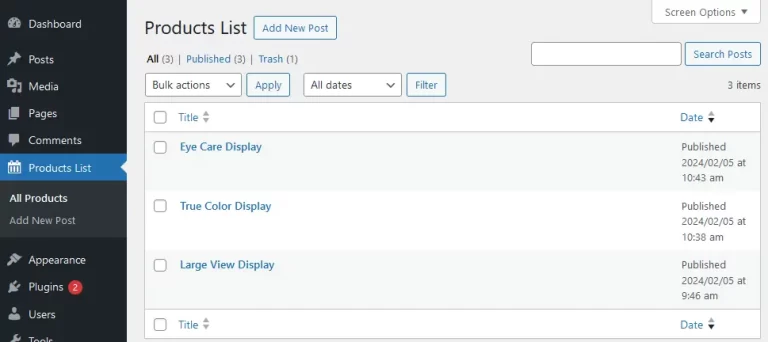 Dashboard
Posts
Media
Pages
Comments
Products List
All Products
Add New Post
Appearance
Plugins 2
Users
Tools
Screen Options
Products List Add New Post
All (3) | Published (3) | Trash (1)
Search Posts
Bulk actions Apply All dates Filter 3 items
Title Date
Eye Care Display Published
2024/02/05 at
10:43 am
True Color Display Published
2024/02/05 at
10:38 am
Large View Display Published
2024/02/05 at
9:46 am
Title Date